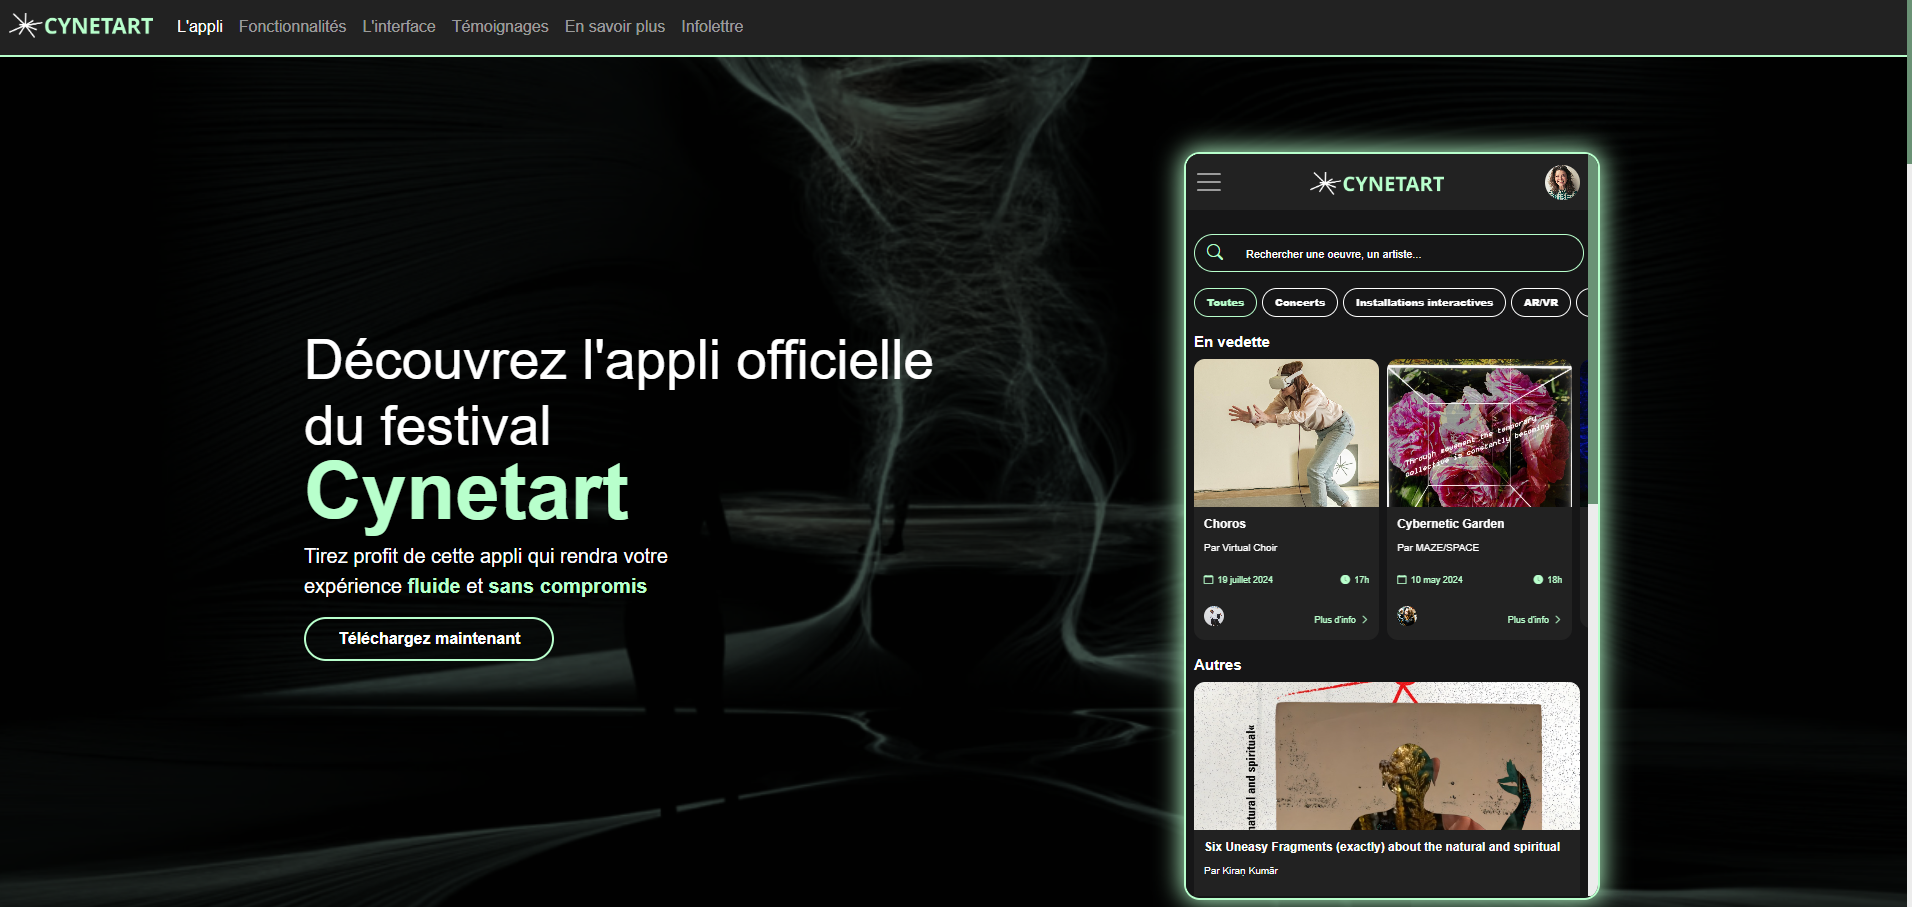 CYNETART L'appli Fonctionnalités L'interface Témoignages En savoir plus Infolettre
Découvrez l'appli officielle
du festival
Cynetart
Tirez profit de cette appli qui rendra votre
expérience fluide et sans compromis
Téléchargez maintenant
CYNETART
Rechercher une oeuvre, un artiste...
Toutes Concerts Installations interactives AR/VR
En vedette
Through movement the temporary
collective is constantly becoming.
Choros
Par Virtual Choir
19 juillet 2024 17h
Plus d'info
Cybernetic Garden
Par MAZE/SPACE
10 may 2024 18h
Plus d'info
Autres
natural and spiritual«
Six Uneasy Fragments (exactly) about the natural and spiritual
Par Kiraṇ Kumār